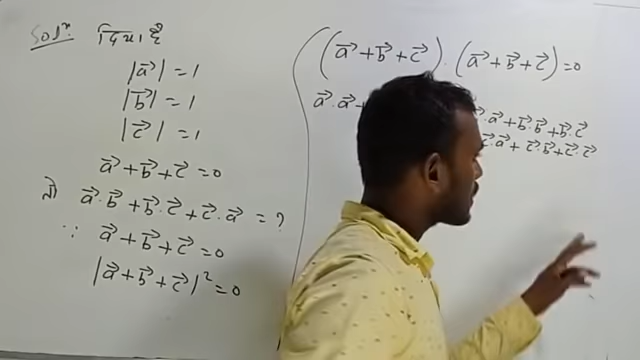 Solⁿ. दिया है
|a⃗| = 1
|b⃗| = 1
|c⃗| = 1
a⃗ + b⃗ + c⃗ = 0
तो a⃗·b⃗ + b⃗·c⃗ + c⃗·a⃗ = ?
∵ a⃗ + b⃗ + c⃗ = 0
|a⃗ + b⃗ + c⃗|² = 0
(a⃗ + b⃗ + c⃗)·(a⃗ + b⃗ + c⃗) = 0
a⃗·a⃗ + ·a⃗ + b⃗·b⃗ + b⃗·c⃗
c⃗·a⃗ + c⃗·b⃗ + c⃗·c⃗